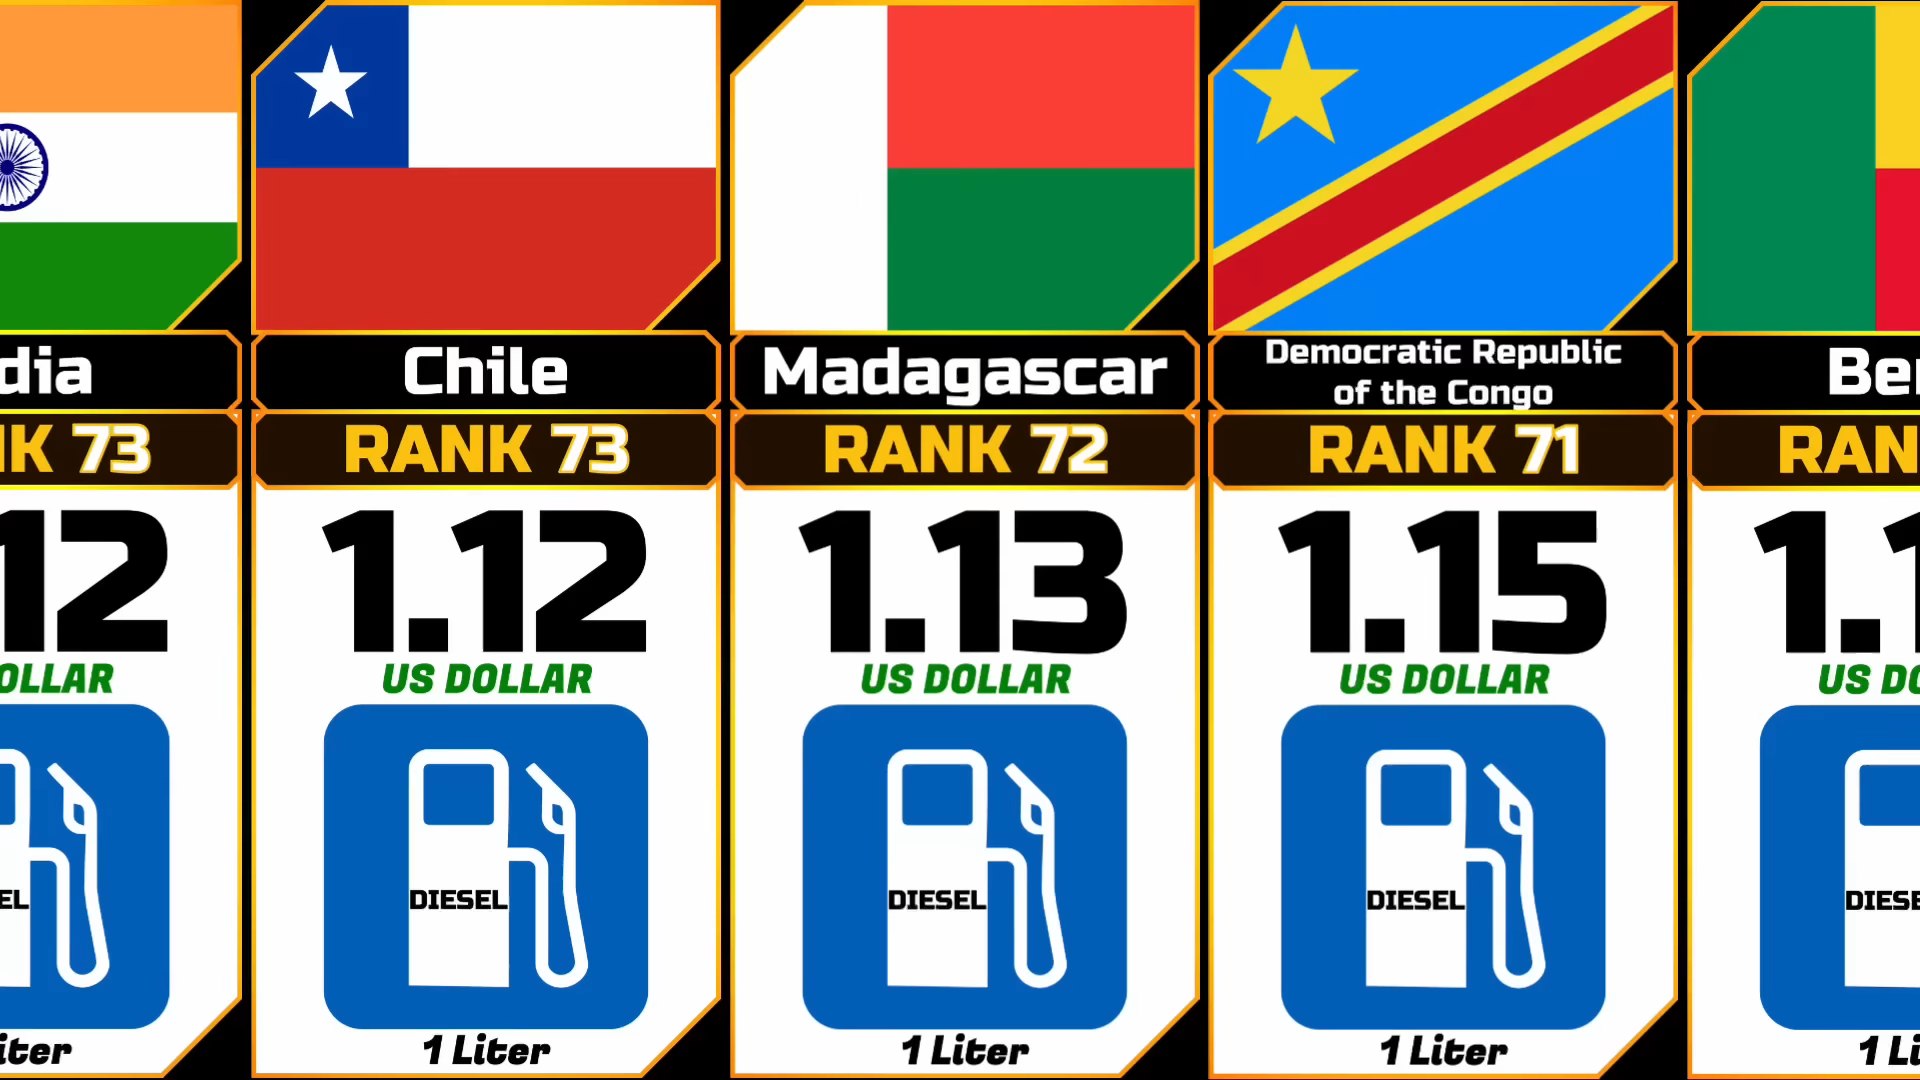 dia
NK 73
12
OLLAR
EL
iter
Chile
RANK 73
1.12
US DOLLAR
DIESEL
1 Liter
Madagascar
RANK 72
1.13
US DOLLAR
DIESEL
1 Liter
Democratic Republic
of the Congo
RANK 71
1.15
US DOLLAR
DIESEL
1 Liter
Be
RAN
1.1
US DO
DIESE
1 Li